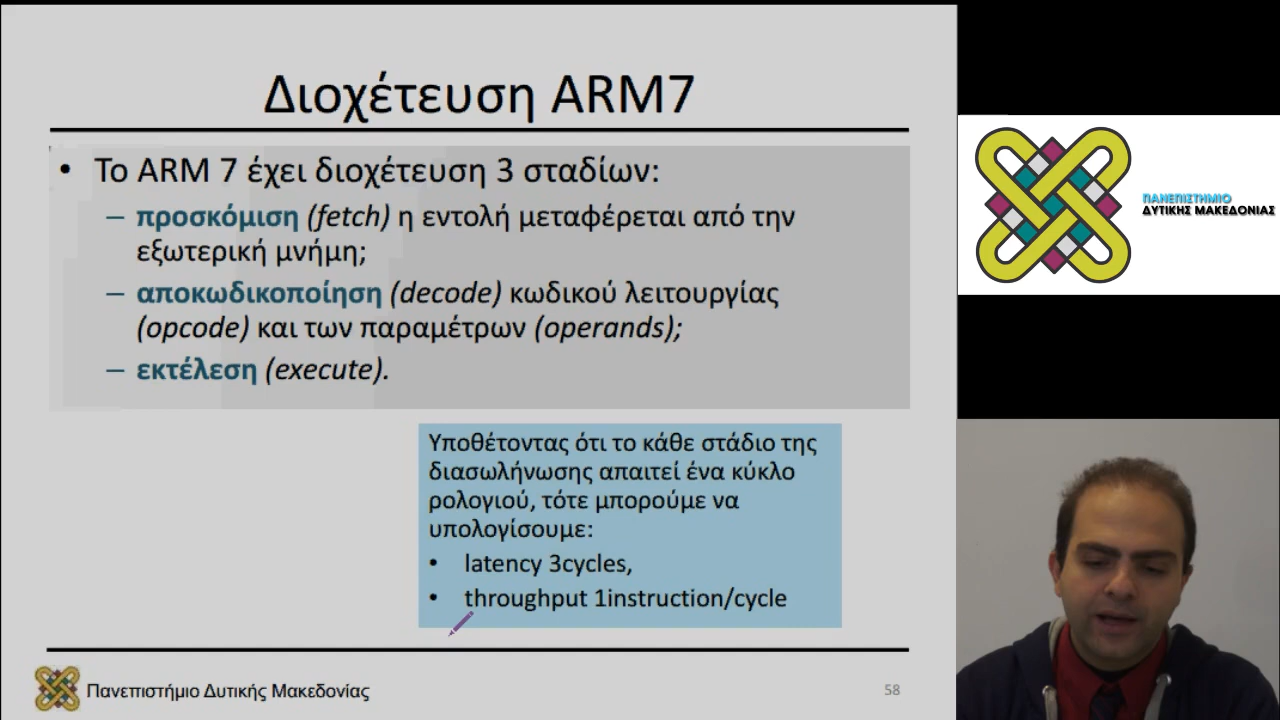 Διοχέτευση ARM7
• Το ARM 7 έχει διοχέτευση 3 σταδίων:
– προσκόμιση (fetch) η εντολή μεταφέρεται από την
εξωτερική μνήμη;
– αποκωδικοποίηση (decode) κωδικού λειτουργίας
(opcode) και των παραμέτρων (operands);
– εκτέλεση (execute).
Υποθέτοντας ότι το κάθε στάδιο της
διασωλήνωσης απαιτεί ένα κύκλο
ρολογιού, τότε μπορούμε να
υπολογίσουμε:
• latency 3cycles,
• throughput 1instruction/cycle
Πανεπιστήμιο Δυτικής Μακεδονίας
58
ΠΑΝΕΠΙΣΤΗΜΙΟ
ΔΥΤΙΚΗΣ ΜΑΚΕΔΟΝΙΑΣ